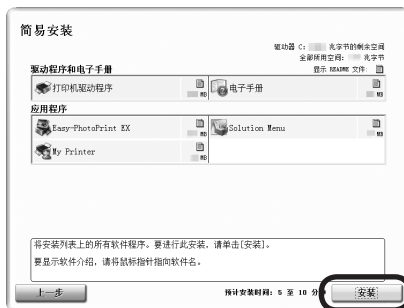 简易安装
驱动器 C: 兆字节的剩余空间
全部所用空间: 兆字节
显示 README 文件:
驱动程序和电子手册
打印机驱动程序 MB 电子手册 MB
应用程序
Easy-PhotoPrint EX MB Solution Menu MB
My Printer MB
将安装列表上的所有软件程序。要进行此安装、请单击[安装]。
要显示软件介绍，请将鼠标指针指向软件名。
上一步 预计安装时间: 5 至 10 分 安装